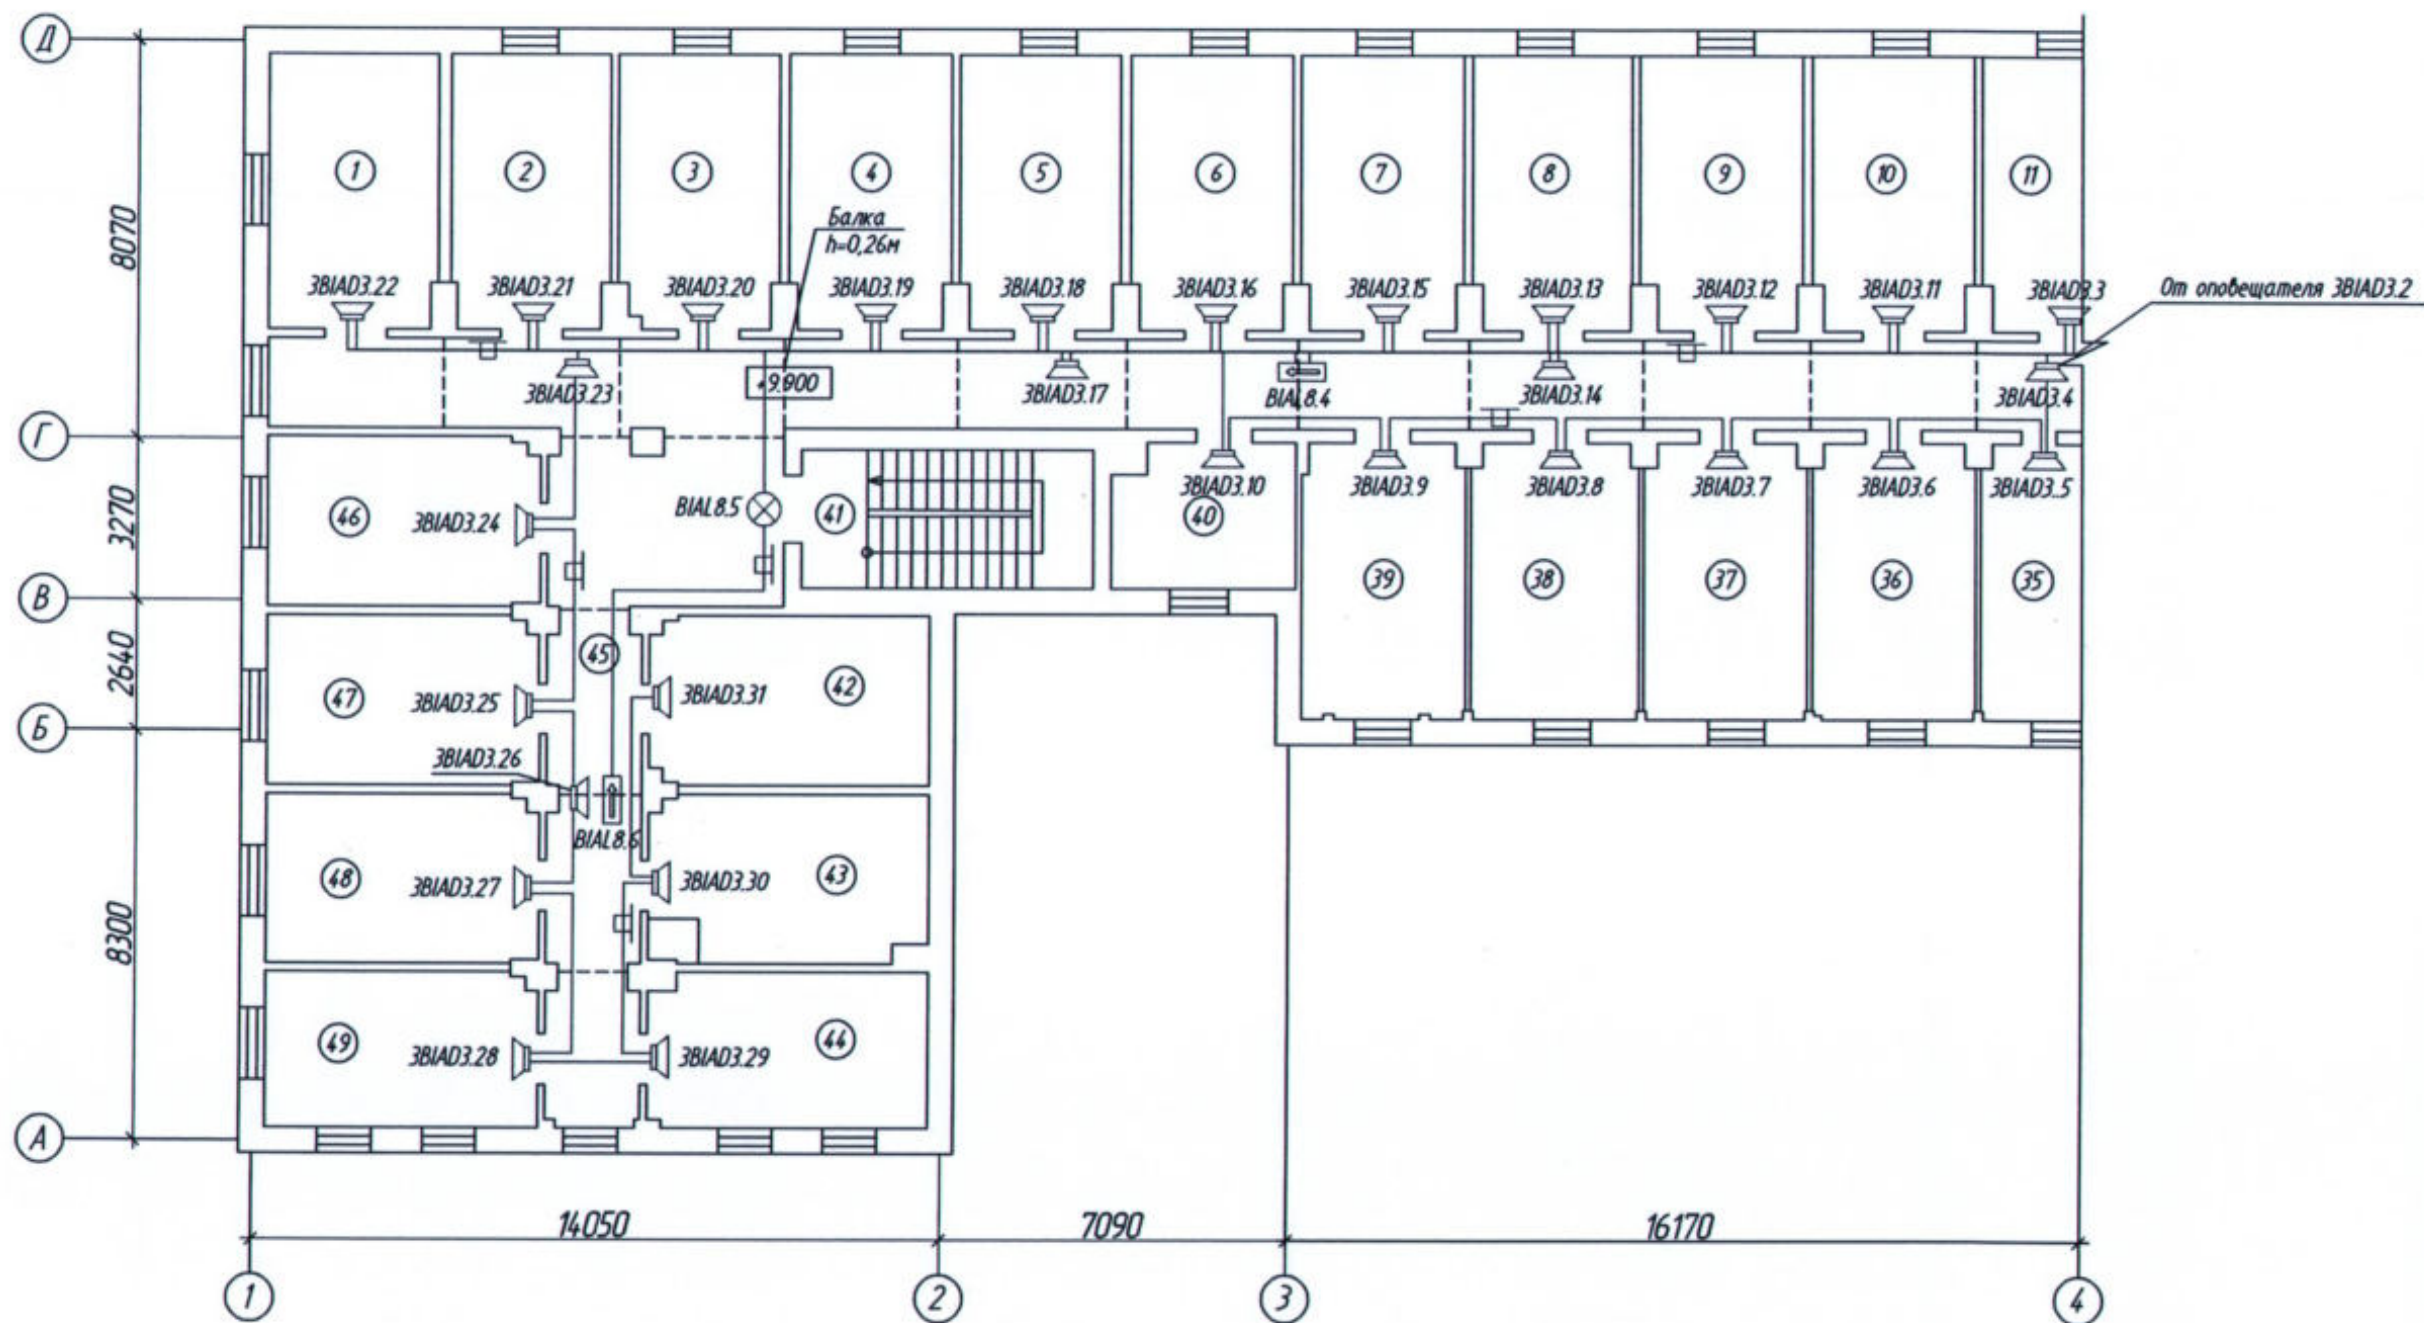 Д
1
2
3
4
5
6
7
8
9
10
11
Балка
h=0,26м
8070
3BIAD3.22
3BIAD3.21
3BIAD3.20
3BIAD3.19
3BIAD3.18
3BIAD3.16
3BIAD3.15
3BIAD3.13
3BIAD3.12
3BIAD3.11
3BIAD3.3
От оповещателя 3BIAD3.2
3BIAD3.23
+9.900
3BIAD3.17
BIAL8.4
3BIAD3.14
3BIAD3.4
Г
3BIAD3.10
3BIAD3.9
3BIAD3.8
3BIAD3.7
3BIAD3.6
3BIAD3.5
3270
46
3BIAD3.24
BIAL8.5
41
40
39
38
37
36
35
В
2640
45
47
3BIAD3.25
3BIAD3.31
42
Б
3BIAD3.26
BIAL8.6
48
3BIAD3.27
3BIAD3.30
43
8300
49
3BIAD3.28
3BIAD3.29
44
А
14050
7090
16170
1
2
3
4